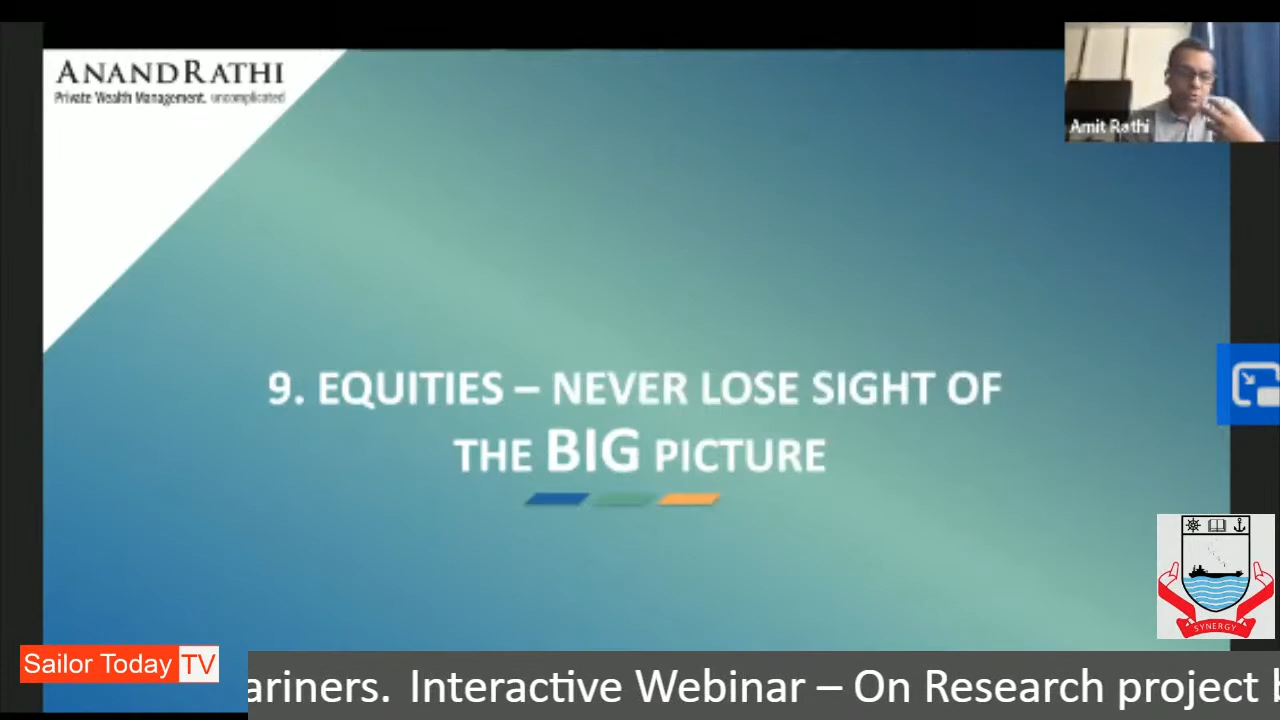 ANANDRATHI
Private Wealth Management. uncomplicated
Amit Rathi
9. EQUITIES – NEVER LOSE SIGHT OF
THE BIG PICTURE
SYNERGY
Sailor Today TV
ariners. Interactive Webinar – On Research project b